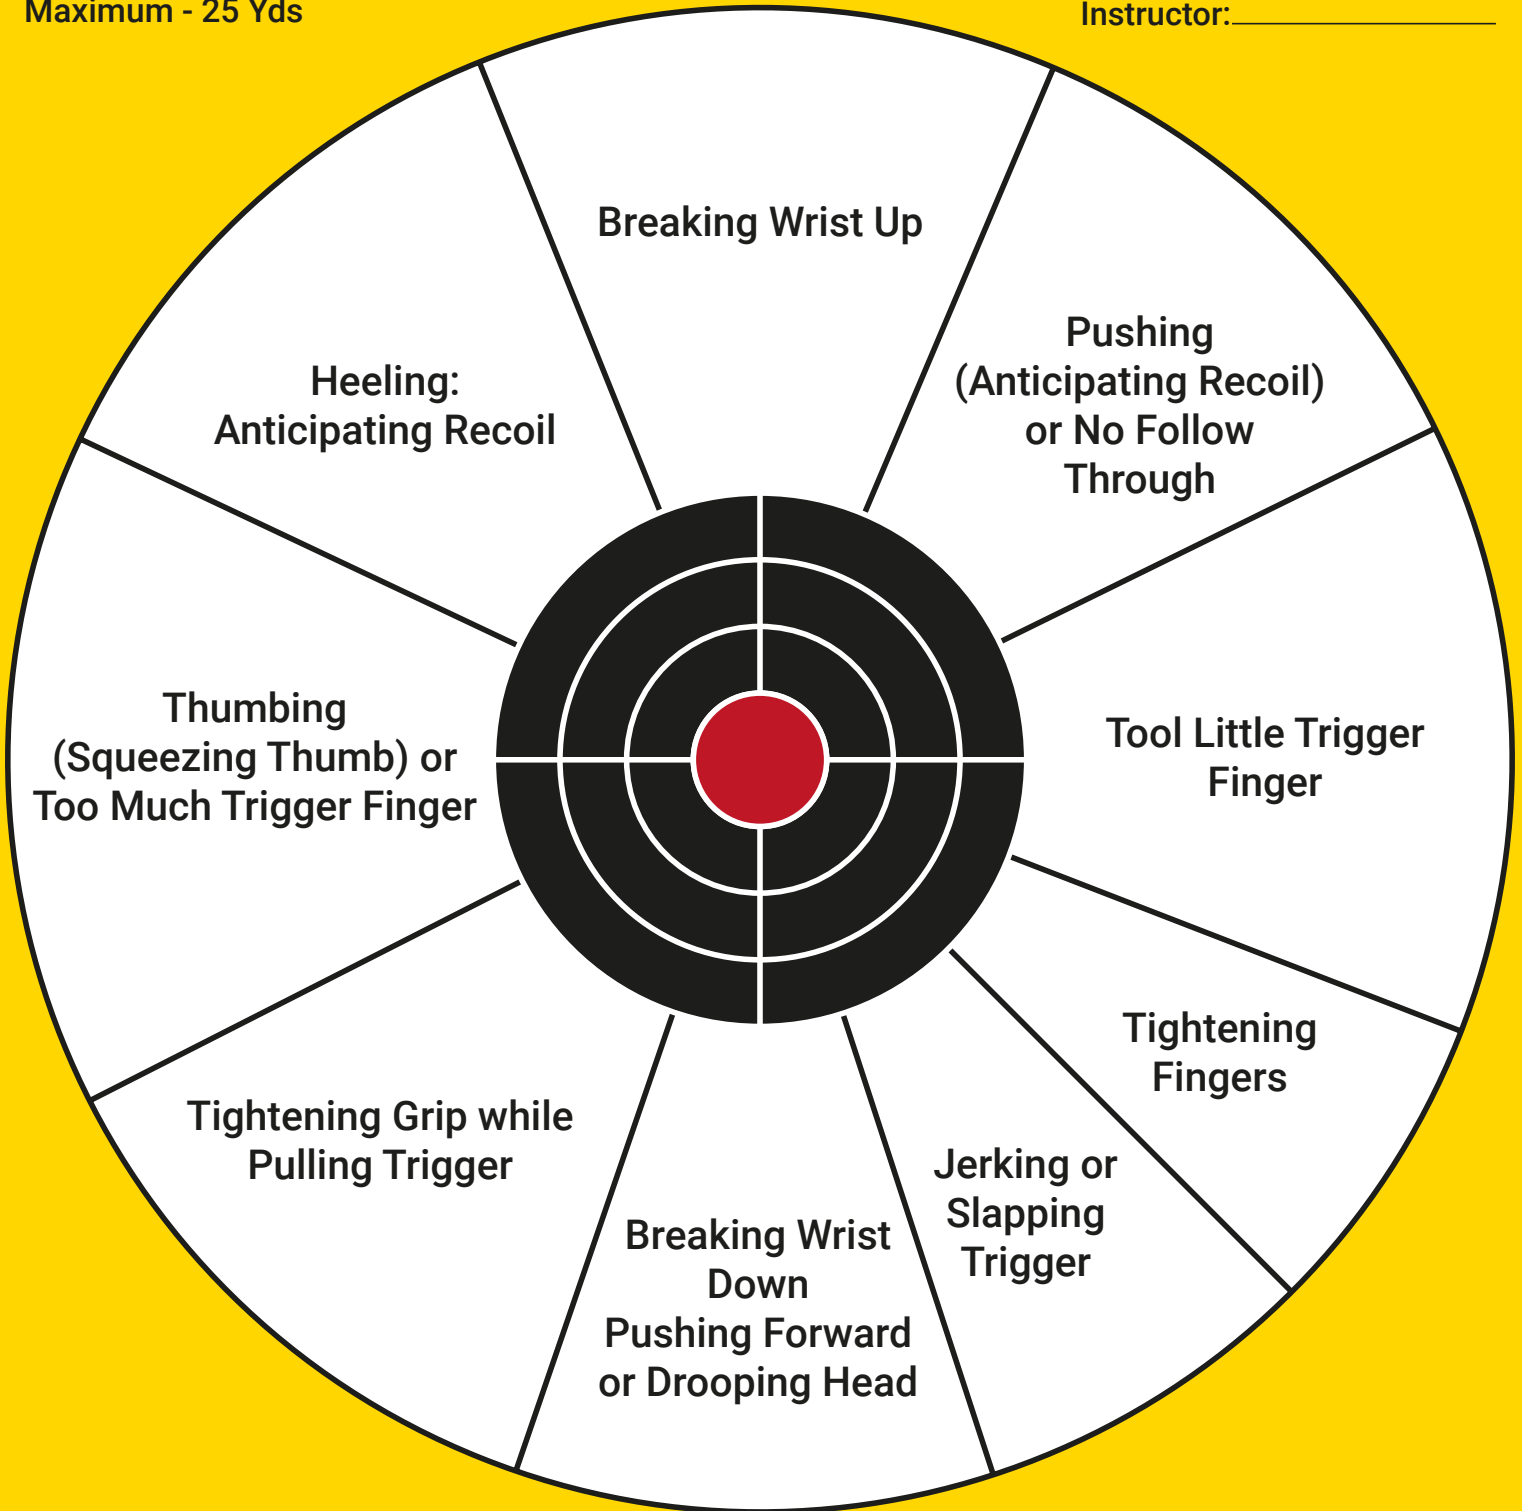 Maximum - 25 Yds
Instructor:
Breaking Wrist Up
Pushing
(Anticipating Recoil)
or No Follow
Through
Heeling:
Anticipating Recoil
Thumbing
(Squeezing Thumb) or
Too Much Trigger Finger
Tool Little Trigger
Finger
Tightening
Fingers
Tightening Grip while
Pulling Trigger
Jerking or
Slapping
Trigger
Breaking Wrist
Down
Pushing Forward
or Drooping Head